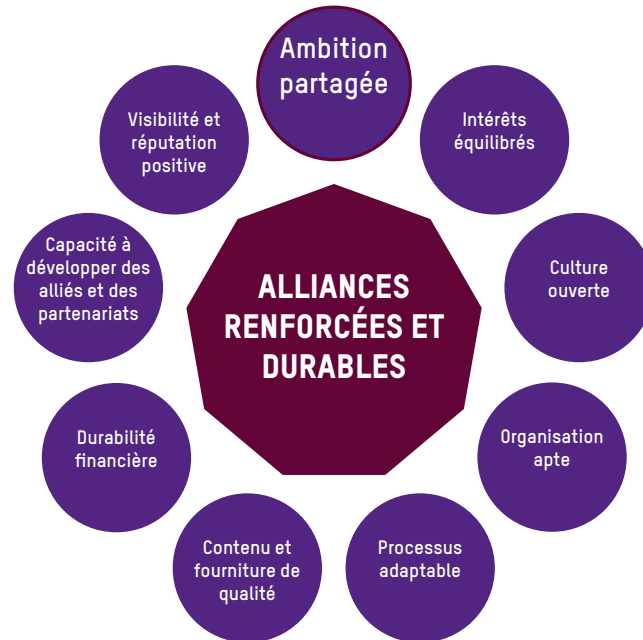 Ambition
partagée
Intérêts
équilibrés
Culture
ouverte
Organisation
apte
Processus
adaptable
Contenu et
fourniture de
qualité
Durabilité
financière
Capacité à
développer des
alliés et des
partenariats
Visibilité et
réputation
positive
ALLIANCES
RENFORCÉES ET
DURABLES